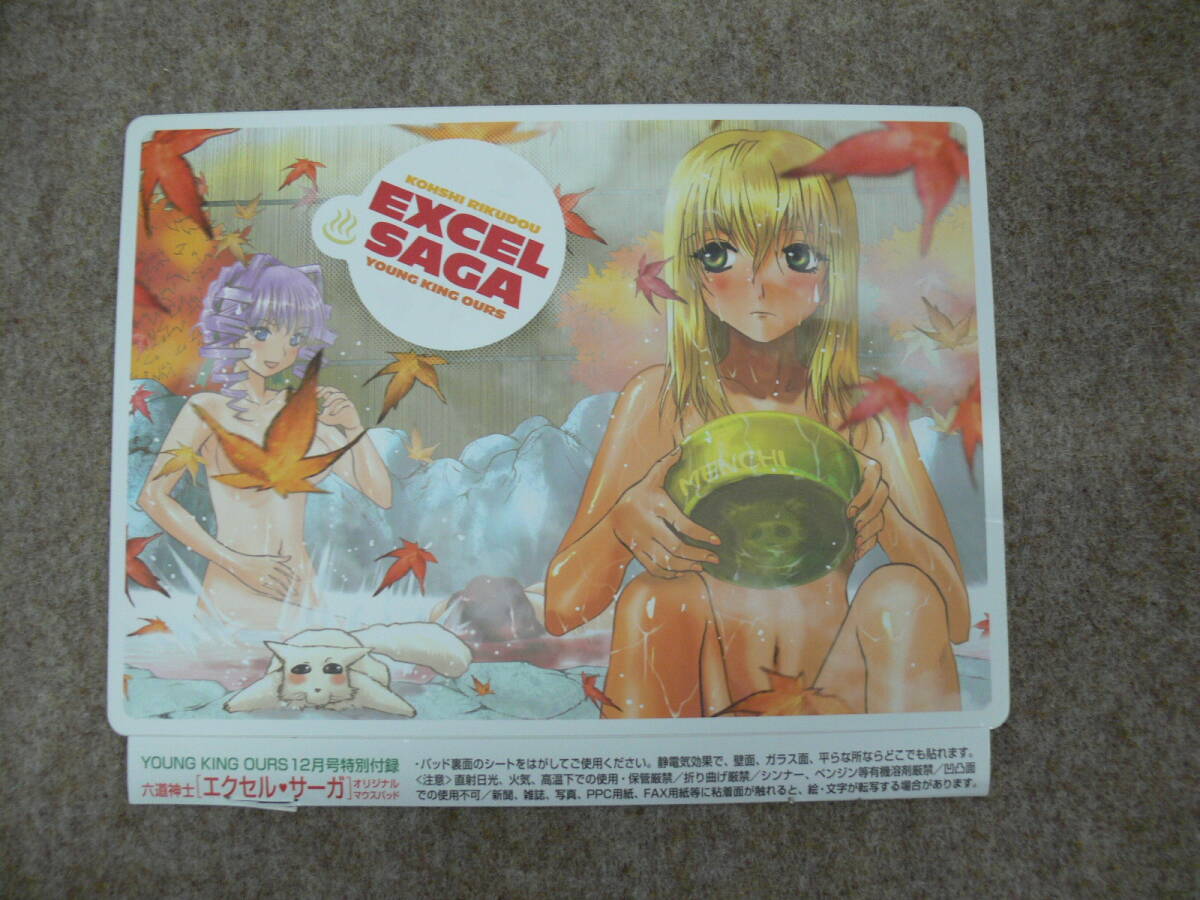 KOHSHI RIKUDOU
EXCEL
SAGA
YOUNG KING OURS
MENCHI
YOUNG KING OURS12月号特別付録
六道神士[エクセル♥サーガ]オリジナル
マウスパッド
・パッド裏面のシートをはがしてご使用ください。静電気効果で、壁面、ガラス面、平らな所ならどこでも貼れます。
<注意>直射日光、火気、高温下での使用・保管厳禁／折り曲げ厳禁／シンナー、ベンジン等有機溶剤厳禁／凹凸面
での使用不可／新聞、雑誌、写真、PPC用紙、FAX用紙等に粘着面が触れると、絵・文字が転写する場合があります。